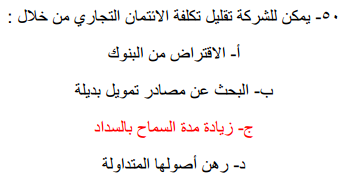 ٥٠- يمكن للشركة تقليل تكلفة الائتمان التجاري من خلال :
أ- الاقتراض من البنوك
ب- البحث عن مصادر تمويل بديلة
ج- زيادة مدة السماح بالسداد
د- رهن أصولها المتداولة